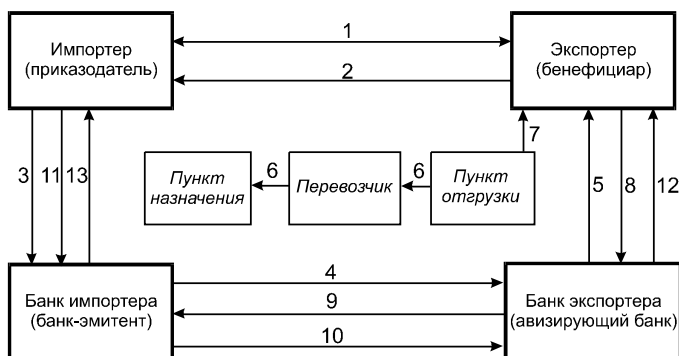 Импортер
(приказодатель)
1
2
Экспортер
(бенефициар)
3
11
13
Пункт
назначения
6
Перевозчик
6
Пункт
отгрузки
7
5
8
12
Банк импортера
(банк-эмитент)
4
9
10
Банк экспортера
(авизирующий банк)